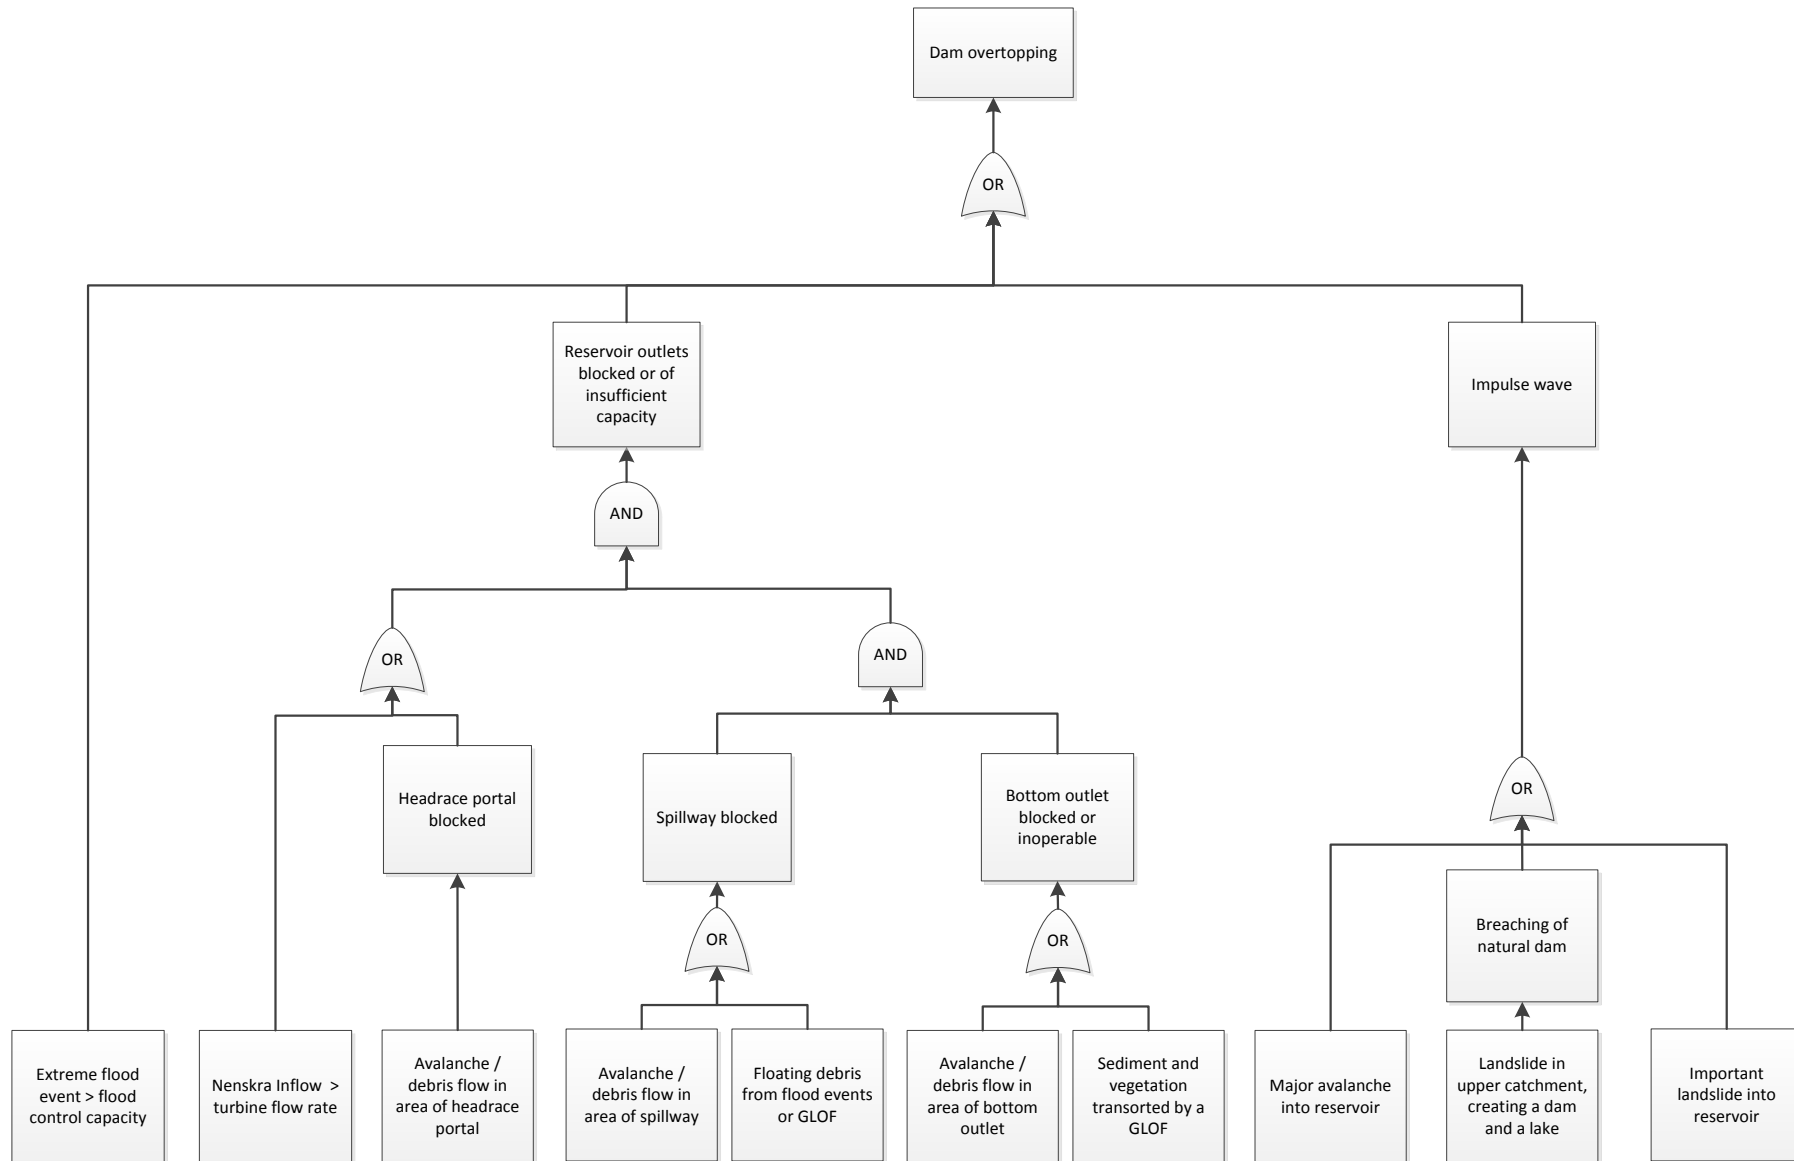 Dam overtopping
OR
Reservoir outlets
blocked or of
insufficient
capacity
Impulse wave
AND
OR
AND
Headrace portal
blocked
Spillway blocked
Bottom outlet
blocked or
inoperable
OR
OR
OR
Breaching of
natural dam
Extreme flood
event > flood
control capacity
Nenskra Inflow >
turbine flow rate
Avalanche /
debris flow in
area of headrace
portal
Avalanche /
debris flow in
area of spillway
Floating debris
from flood events
or GLOF
Avalanche /
debris flow in
area of bottom
outlet
Sediment and
vegetation
transorted by a
GLOF
Major avalanche
into reservoir
Landslide in
upper catchment,
creating a dam
and a lake
Important
landslide into
reservoir